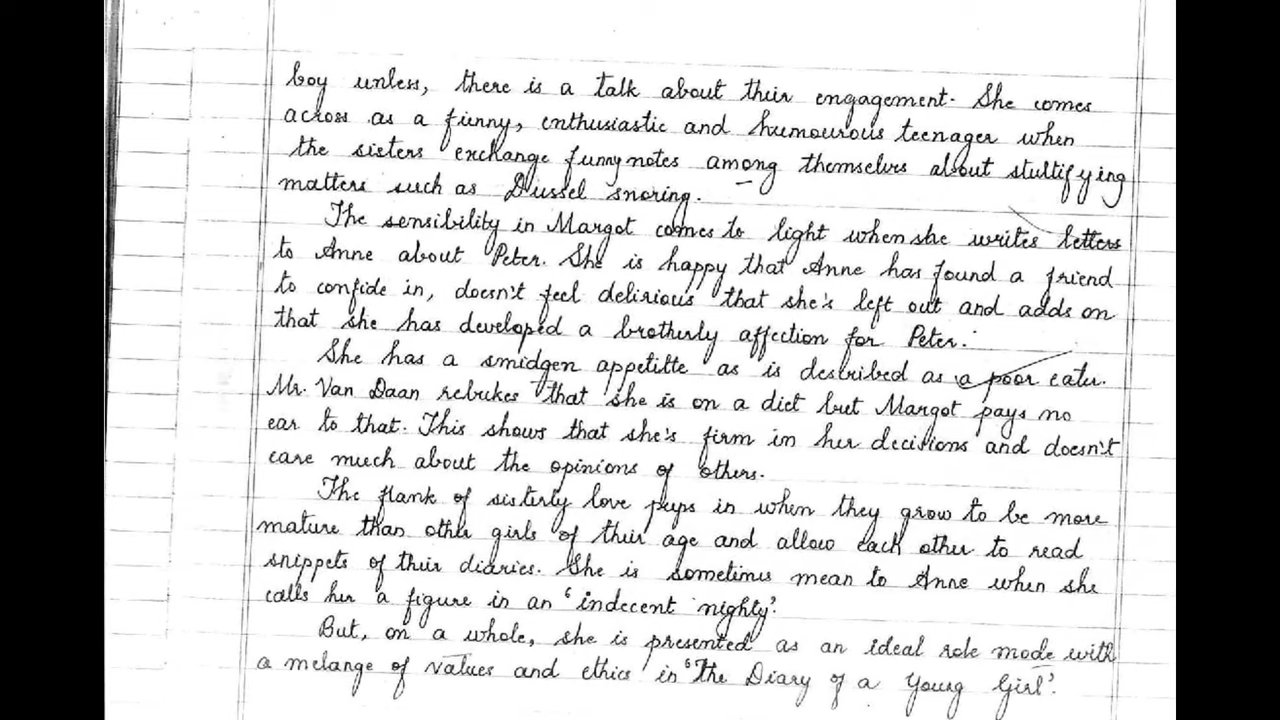 boy unless, there is a talk about their engagement. She comes
across as a funny, enthusiastic and humourous teenager when
the sisters exchange funny notes among themselves about stultifying
matters such as Dussel snoring.
The sensibility in Margot comes to light when she writes letters
to Anne about Peter. She is happy that Anne has found a friend
to confide in, doesn't feel delirious that she's left out and adds on
that she has developed a brotherly affection for Peter.
She has a smidgen appetitte as is described as a poor eater.
Mr. Van Daan rebukes that she is on a diet but Margot pays no
ear to that. This shows that she's firm in her decisions and doesn't
care much about the opinions of others.
The flank of sisterly love peeps in when they grow to be more
mature than other girls of their age and allow each other to read
snippets of their diaries. She is sometimes mean to Anne when she
calls her a figure in an 'indecent nighty'.
But, on a whole, she is presented as an ideal role mode with
a melange of values and ethics in 'The Diary of a Young Girl'.